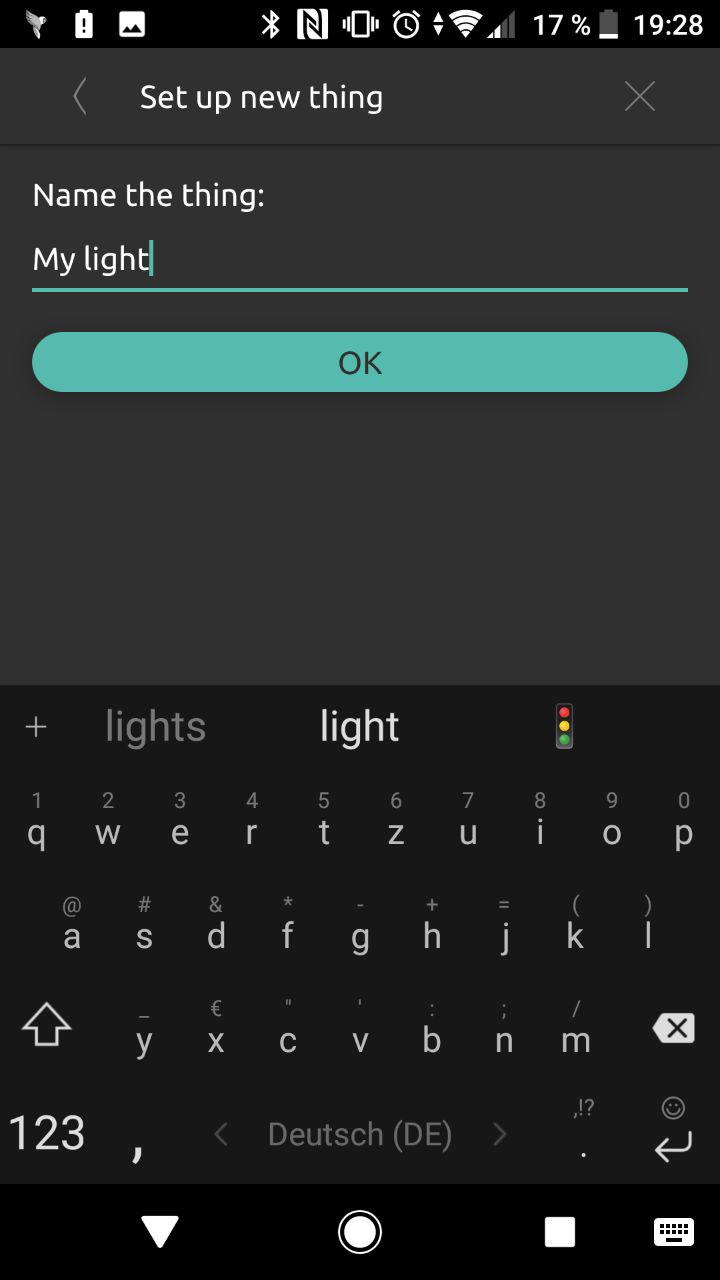 17 % 19:28
Set up new thing
Name the thing:
My light
OK
+ lights light
1 2 3 4 5 6 7 8 9 0
q w e r t z u i o p
@ # & * - + = ( )
a s d f g h j k l
_ € " ' : ; /
y x c v b n m
,!?
123 , < Deutsch (DE) > .